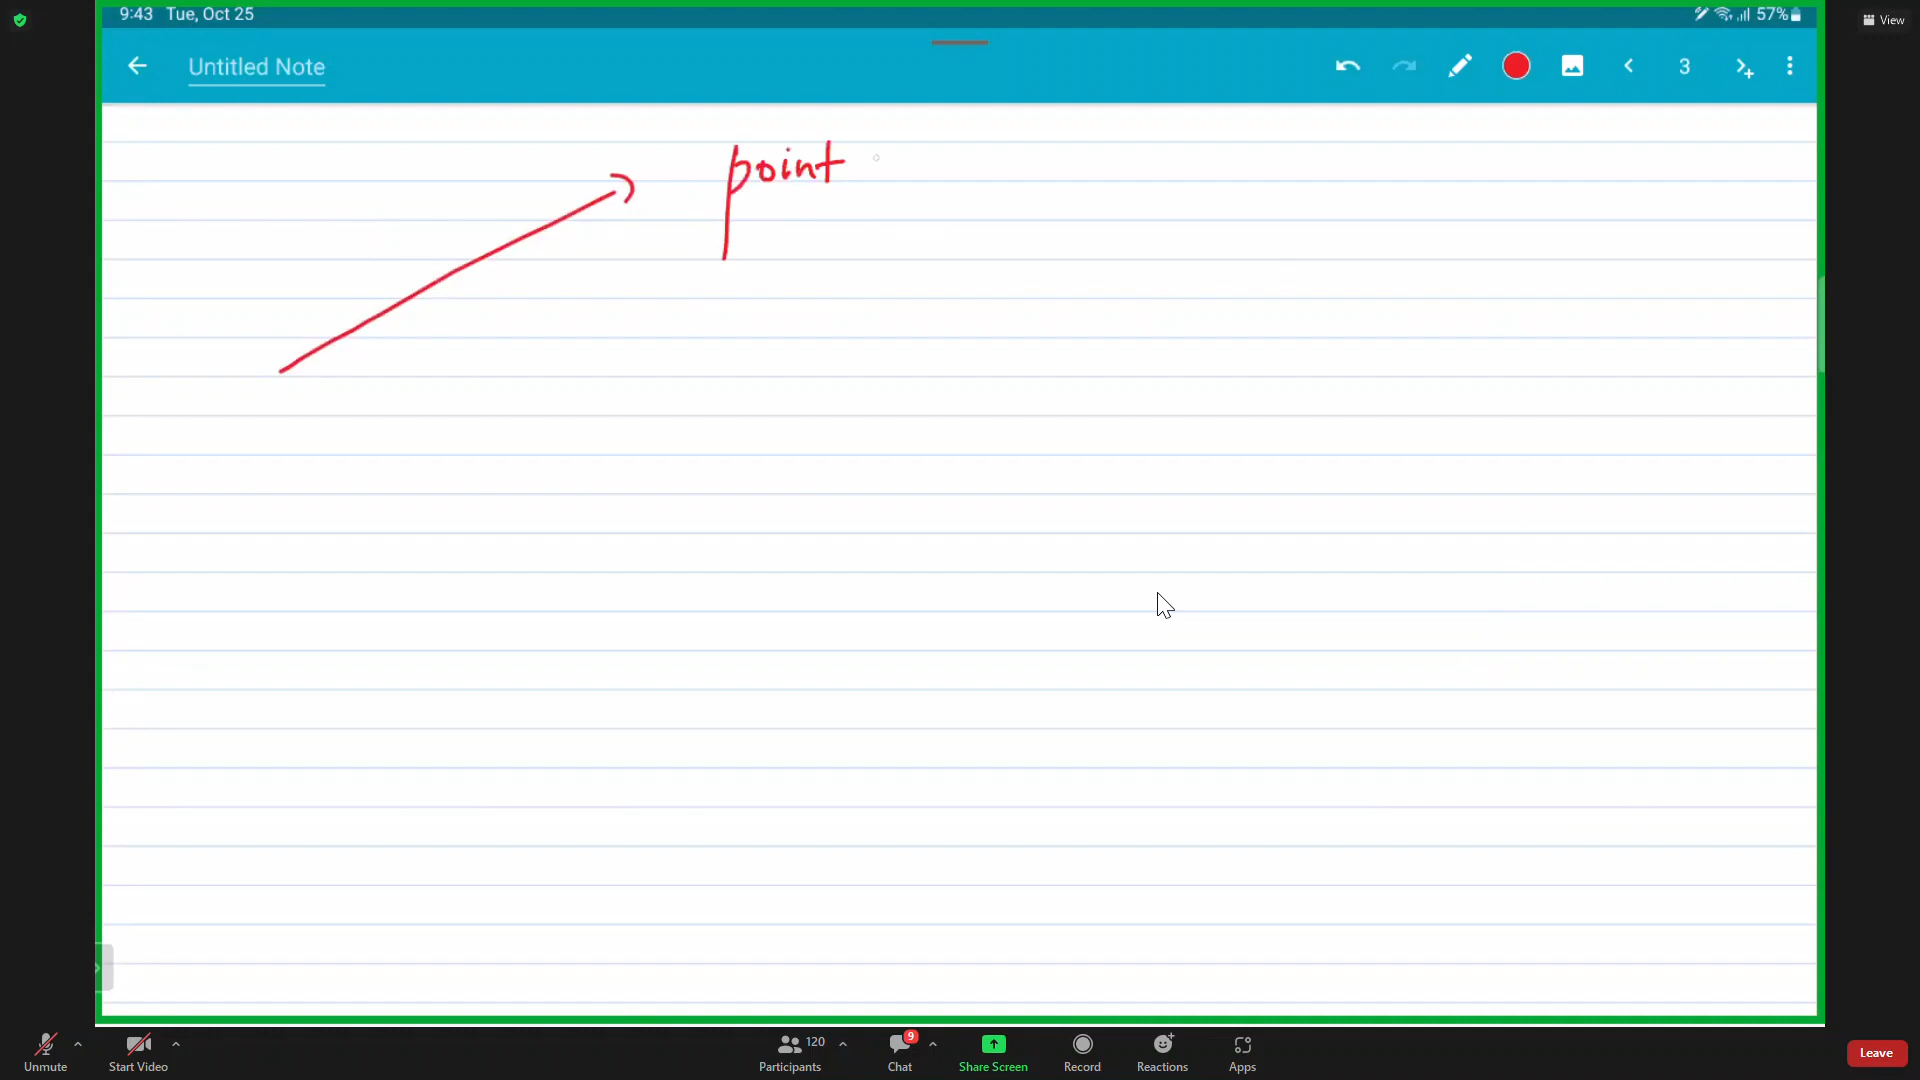 9:43 Tue, Oct 25 57%
View
Untitled Note 3
point
Unmute Start Video 120 Participants 9 Chat Share Screen Record Reactions Apps Leave